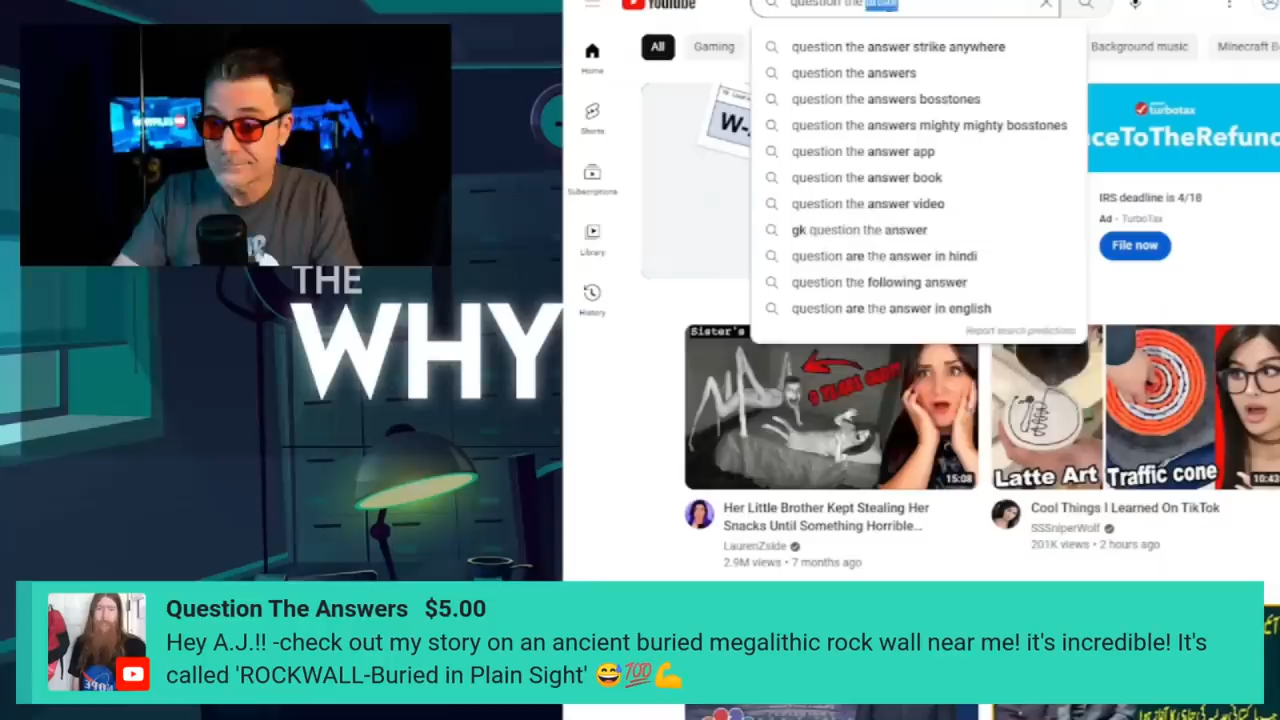 YouTube
question the
All
Gaming
Background music
Home
Shorts
Subscriptions
Library
History
question the answer strike anywhere
question the answers
question the answers bosstones
question the answers mighty mighty bosstones
question the answer app
question the answer book
question the answer video
gk question the answer
question are the answer in hindi
question the following answer
question are the answer in english
Report search predictions
turbotax
ceToTheRefund
IRS deadline is 4/18
Ad · TurboTax
File now
THE
WHY
W-
Sister's
9 YEARS
15:08
Latte Art
Traffic cone
10:43
Her Little Brother Kept Stealing Her
Snacks Until Something Horrible...
LaurenZside
2.9M views • 7 months ago
Cool Things I Learned On TikTok
SSSniperWolf
201K views • 2 hours ago
Question The Answers $5.00
Hey A.J.!! -check out my story on an ancient buried megalithic rock wall near me! it's incredible! It's
called 'ROCKWALL-Buried in Plain Sight' 😅💯💪